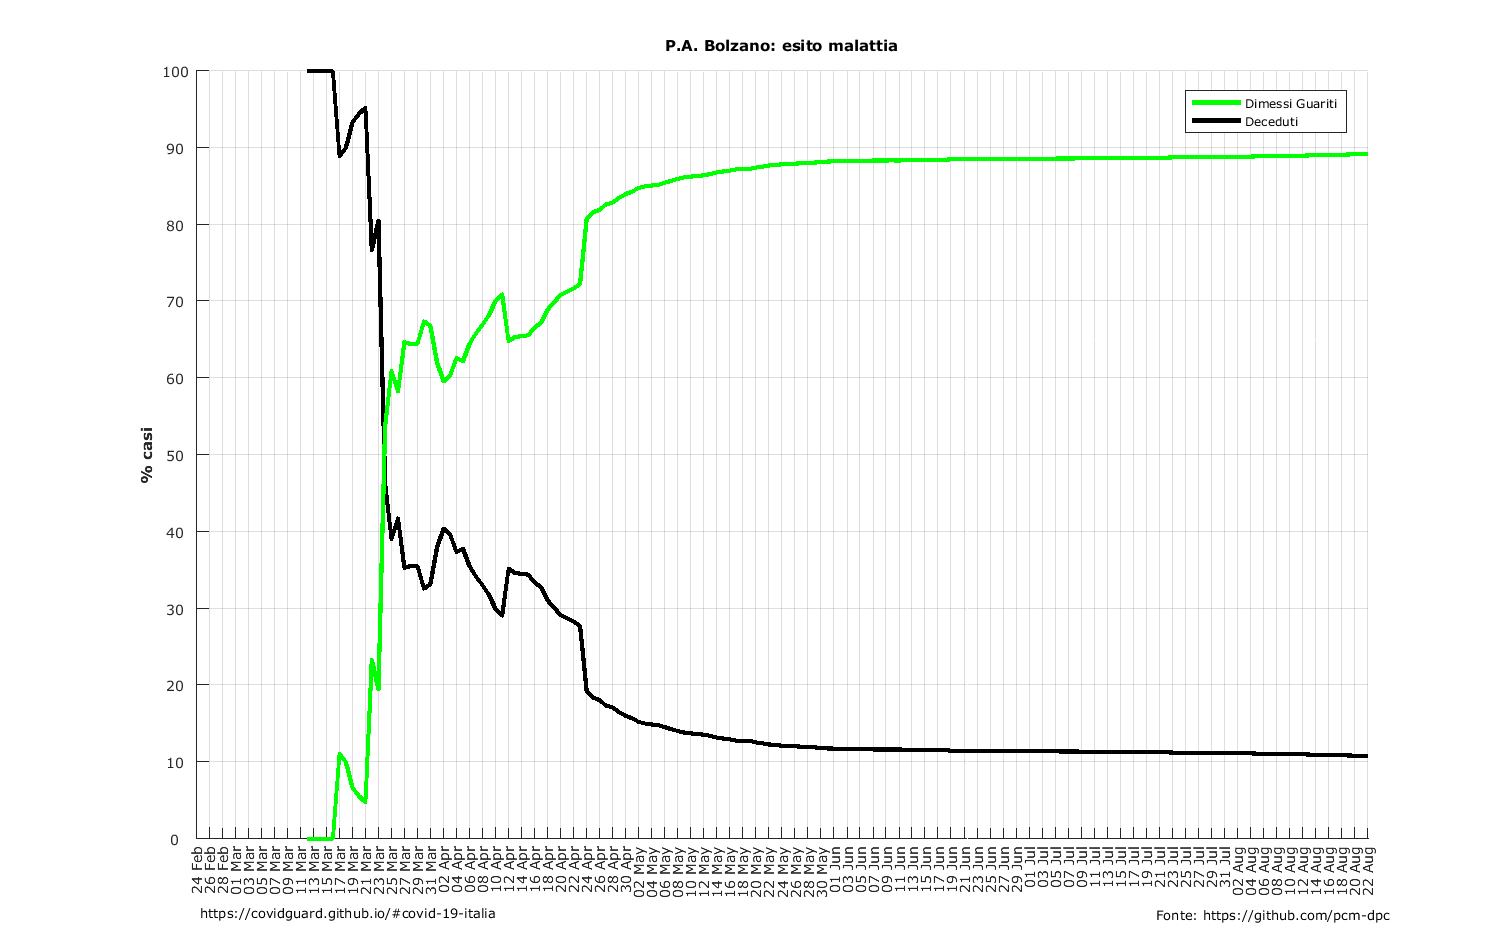 P.A. Bolzano: esito malattia
Dimessi Guariti
Deceduti
% casi
100
90
80
70
60
50
40
30
20
10
0
24 Feb
26 Feb
28 Feb
01 Mar
03 Mar
05 Mar
07 Mar
09 Mar
11 Mar
13 Mar
15 Mar
17 Mar
19 Mar
21 Mar
23 Mar
25 Mar
27 Mar
29 Mar
31 Mar
02 Apr
04 Apr
06 Apr
08 Apr
10 Apr
12 Apr
14 Apr
16 Apr
18 Apr
20 Apr
22 Apr
24 Apr
26 Apr
28 Apr
30 Apr
02 May
04 May
06 May
08 May
10 May
12 May
14 May
16 May
18 May
20 May
22 May
24 May
26 May
28 May
30 May
01 Jun
03 Jun
05 Jun
07 Jun
09 Jun
11 Jun
13 Jun
15 Jun
17 Jun
19 Jun
21 Jun
23 Jun
25 Jun
27 Jun
29 Jun
01 Jul
03 Jul
05 Jul
07 Jul
09 Jul
11 Jul
13 Jul
15 Jul
17 Jul
19 Jul
21 Jul
23 Jul
25 Jul
27 Jul
29 Jul
31 Jul
02 Aug
04 Aug
06 Aug
08 Aug
10 Aug
12 Aug
14 Aug
16 Aug
18 Aug
20 Aug
22 Aug
https://covidguard.github.io/#covid-19-italia
Fonte: https://github.com/pcm-dpc